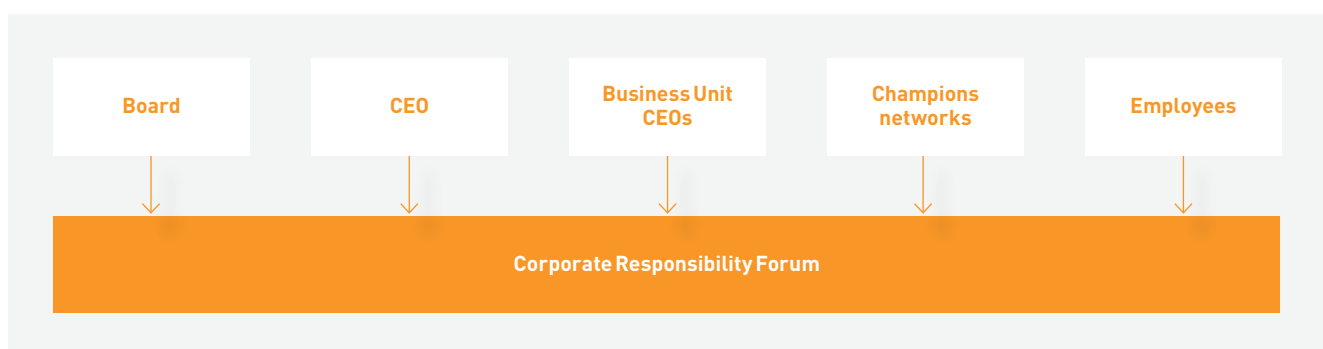 Board
CEO
Business Unit
CEOs
Champions
networks
Employees
Corporate Responsibility Forum